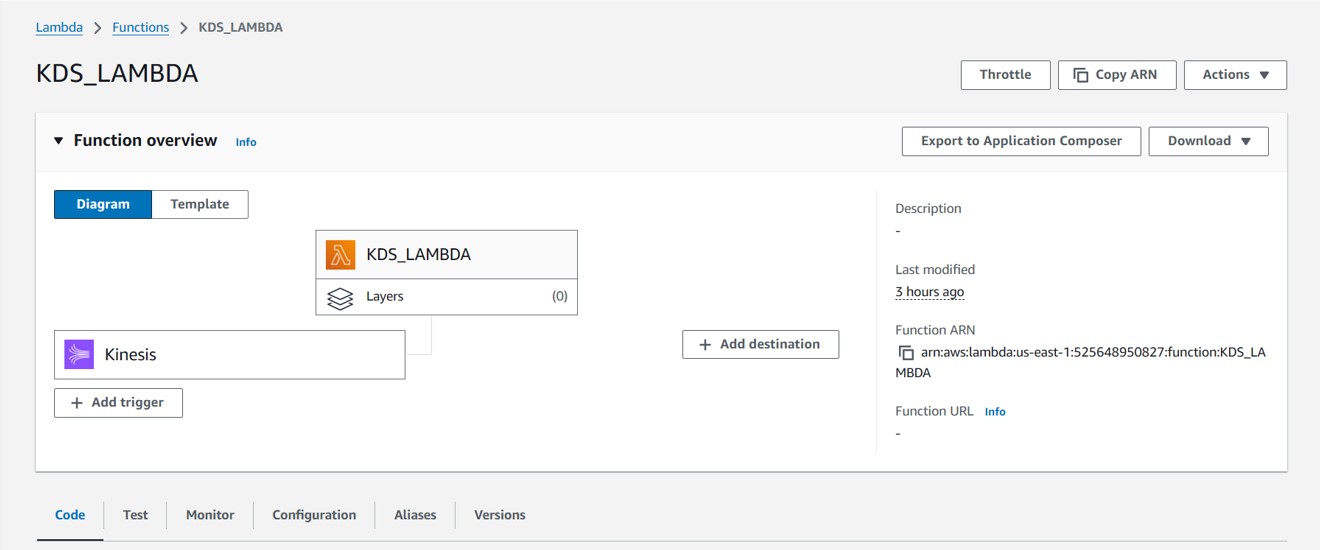 Lambda > Functions > KDS_LAMBDA
KDS_LAMBDA
Throttle
Copy ARN
Actions
Function overview Info
Export to Application Composer
Download
Diagram
Template
KDS_LAMBDA
Layers (0)
Kinesis
+ Add trigger
+ Add destination
Description
-
Last modified
3 hours ago
Function ARN
arn:aws:lambda:us-east-1:525648950827:function:KDS_LA
MBDA
Function URL Info
-
Code
Test
Monitor
Configuration
Aliases
Versions